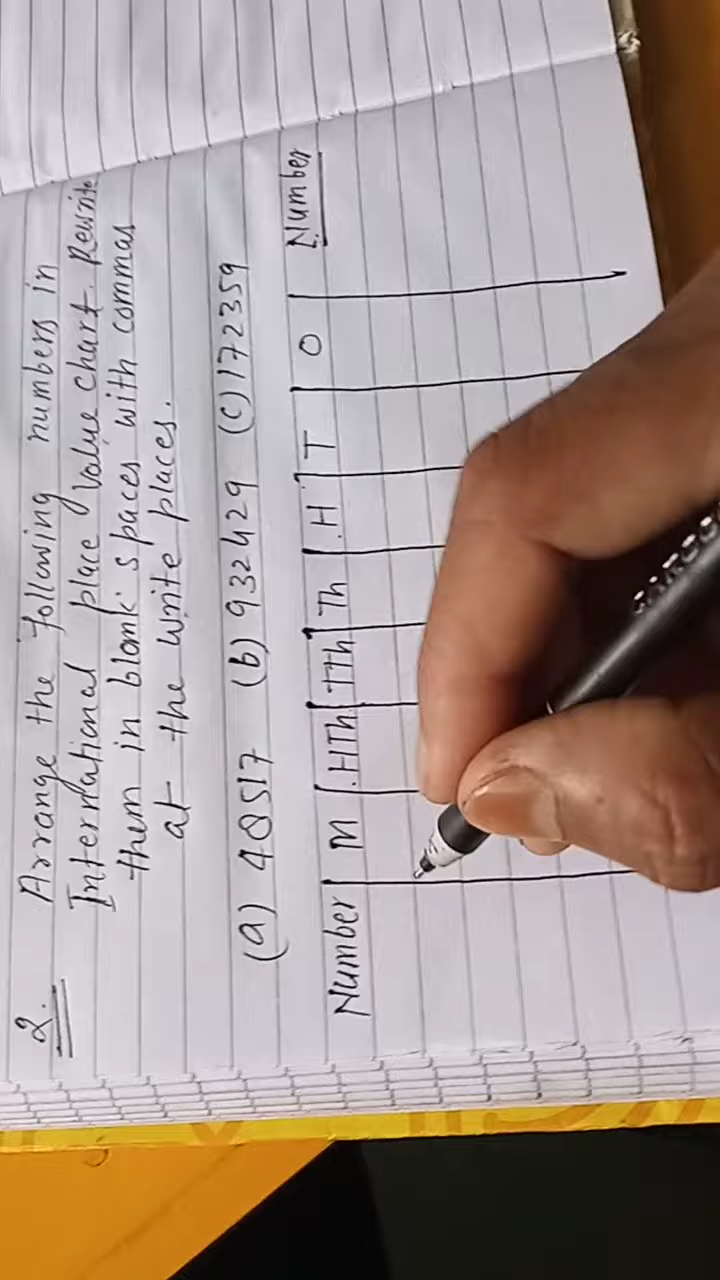 2. Arrange the following numbers in
International place value chart. Rewrite
them in blank spaces with commas
at the write places.
(a) 48517 (b) 932429 (c) 172359
Number M HTh TTh Th H T O Number